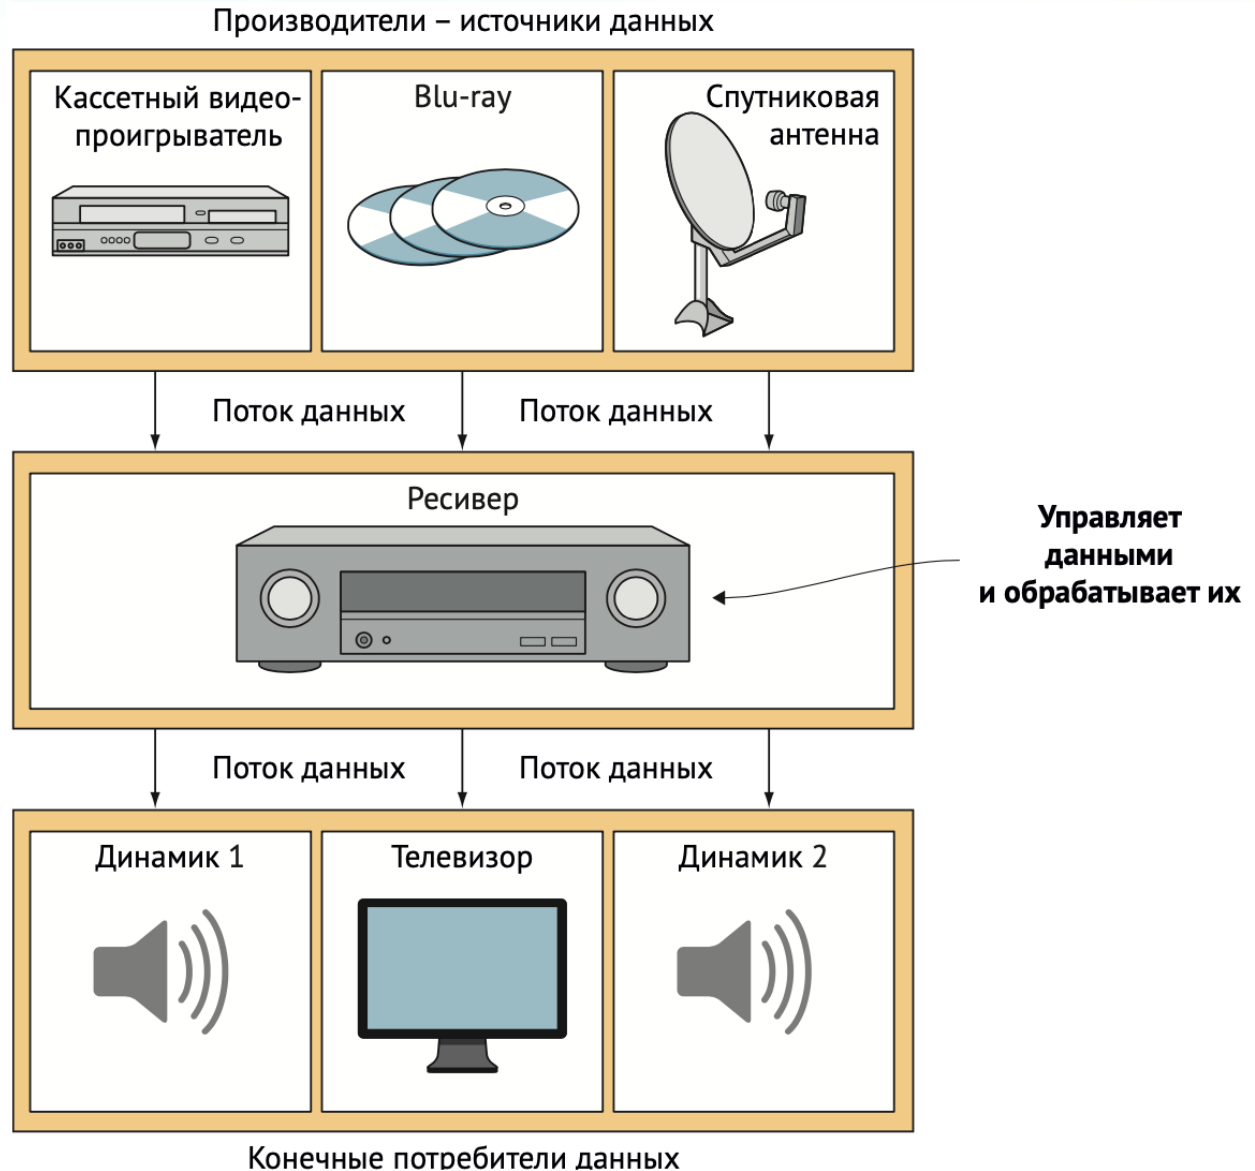 Производители – источники данных
Кассетный видео-
проигрыватель
Blu-ray
Спутниковая
антенна
Поток данных
Поток данных
Ресивер
Управляет
данными
и обрабатывает их
Поток данных
Поток данных
Динамик 1
Телевизор
Динамик 2
Конечные потребители данных